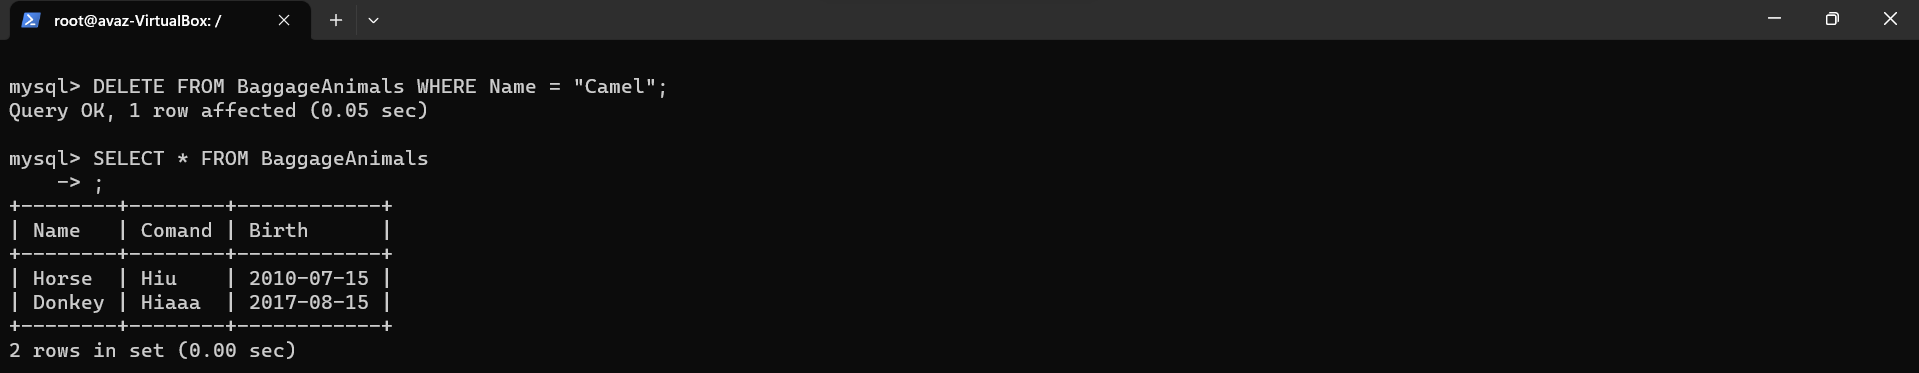 root@avaz-VirtualBox: /
mysql> DELETE FROM BaggageAnimals WHERE Name = "Camel";
Query OK, 1 row affected (0.05 sec)
mysql> SELECT * FROM BaggageAnimals
    -> ;
+--------+--------+------------+
| Name   | Comand | Birth      |
+--------+--------+------------+
| Horse  | Hiu    | 2010-07-15 |
| Donkey | Hiaaa  | 2017-08-15 |
+--------+--------+------------+
2 rows in set (0.00 sec)